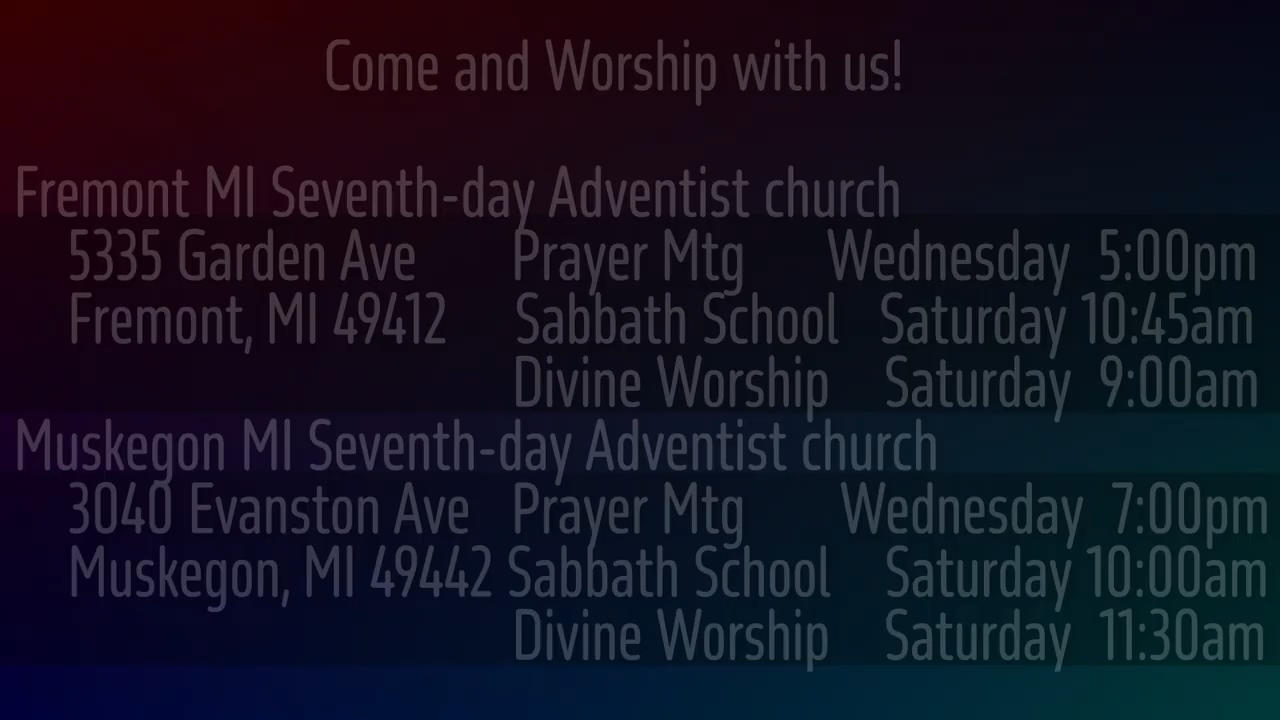 Come and Worship with us!
Fremont MI Seventh-day Adventist church
5335 Garden Ave Prayer Mtg Wednesday 5:00pm
Fremont, MI 49412 Sabbath School Saturday 10:45am
Divine Worship Saturday 9:00am
Muskegon MI Seventh-day Adventist church
3040 Evanston Ave Prayer Mtg Wednesday 7:00pm
Muskegon, MI 49442 Sabbath School Saturday 10:00am
Divine Worship Saturday 11:30am